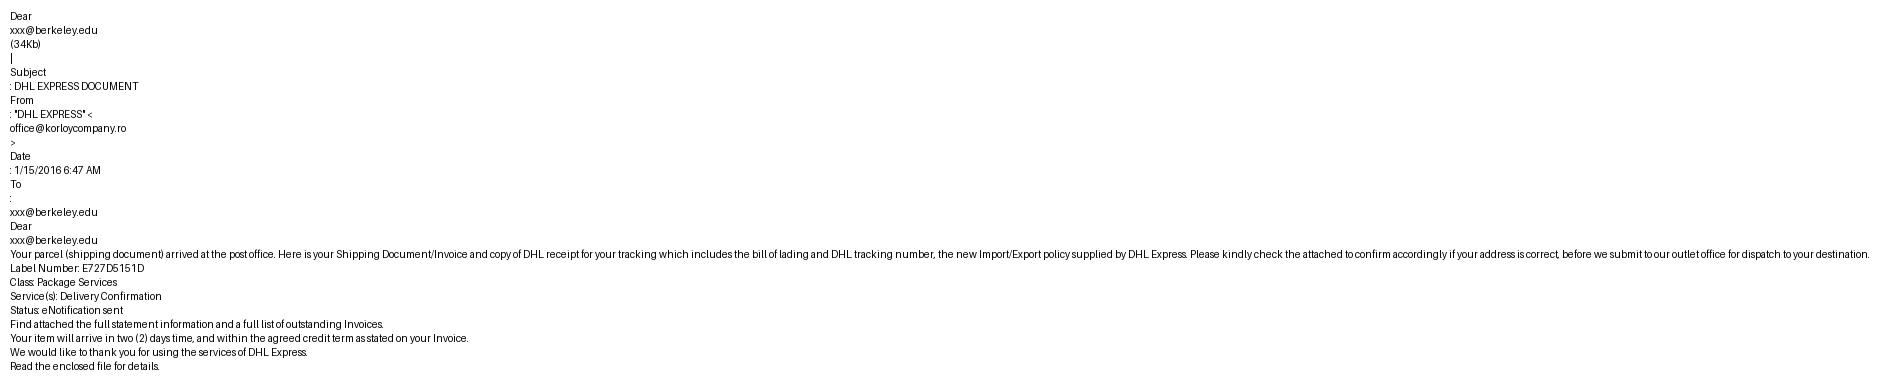 Dear
xxx@berkeley.edu
(34Kb)
|
Subject
: DHL EXPRESS DOCUMENT
From
: "DHL EXPRESS" <
office@korloycompany.ro
>
Date
: 1/15/2016 6:47 AM
To
:
xxx@berkeley.edu
Dear
xxx@berkeley.edu
Your parcel (shipping document) arrived at the post office. Here is your Shipping Document/Invoice and copy of DHL receipt for your tracking which includes the bill of lading and DHL tracking number, the new Import/Export policy supplied by DHL Express. Please kindly check the attached to confirm accordingly if your address is correct, before we submit to our outlet office for dispatch to your destination.
Label Number: E727D5151D
Class: Package Services
Service(s): Delivery Confirmation
Status: eNotification sent
Find attached the full statement information and a full list of outstanding Invoices.
Your item will arrive in two (2) days time, and within the agreed credit term as stated on your Invoice.
We would like to thank you for using the services of DHL Express.
Read the enclosed file for details.